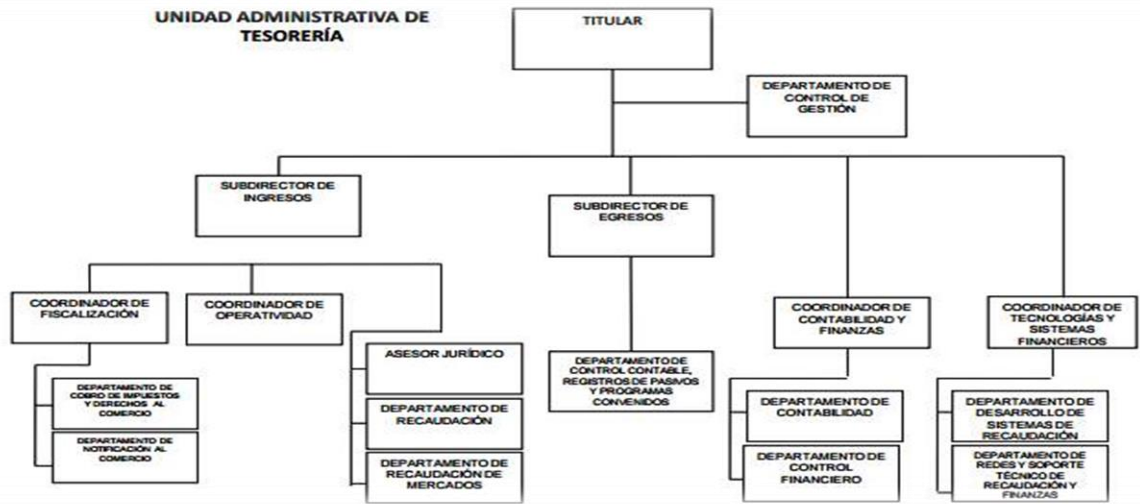 UNIDAD ADMINISTRATIVA DE
TESORERÍA
TITULAR
DEPARTAMENTO DE
CONTROL DE
GESTIÓN
SUBDIRECTOR DE
INGRESOS
SUBDIRECTOR DE
EGRESOS
COORDINADOR DE
FISCALIZACIÓN
COORDINADOR DE
OPERATIVIDAD
COORDINADOR DE
CONTABILIDAD Y
FINANZAS
COORDINADOR DE
TECNOLOGÍAS Y
SISTEMAS
FINANCIEROS
ASESOR JURÍDICO
DEPARTAMENTO DE
CONTROL CONTABLE,
REGISTROS DE PASIVOS
Y PROGRAMAS
CONVENIDOS
DEPARTAMENTO DE
COBRO DE IMPUESTOS
Y DERECHOS AL
COMERCIO
DEPARTAMENTO DE
RECAUDACIÓN
DEPARTAMENTO DE
CONTABILIDAD
DEPARTAMENTO DE
DESARROLLO DE
SISTEMAS DE
RECAUDACIÓN
DEPARTAMENTO DE
NOTIFICACIÓN AL
COMERCIO
DEPARTAMENTO DE
RECAUDACIÓN DE
MERCADOS
DEPARTAMENTO DE
CONTROL
FINANCIERO
DEPARTAMENTO DE
REDES Y SOPORTE
TÉCNICO DE
RECAUDACIÓN Y
FINANZAS